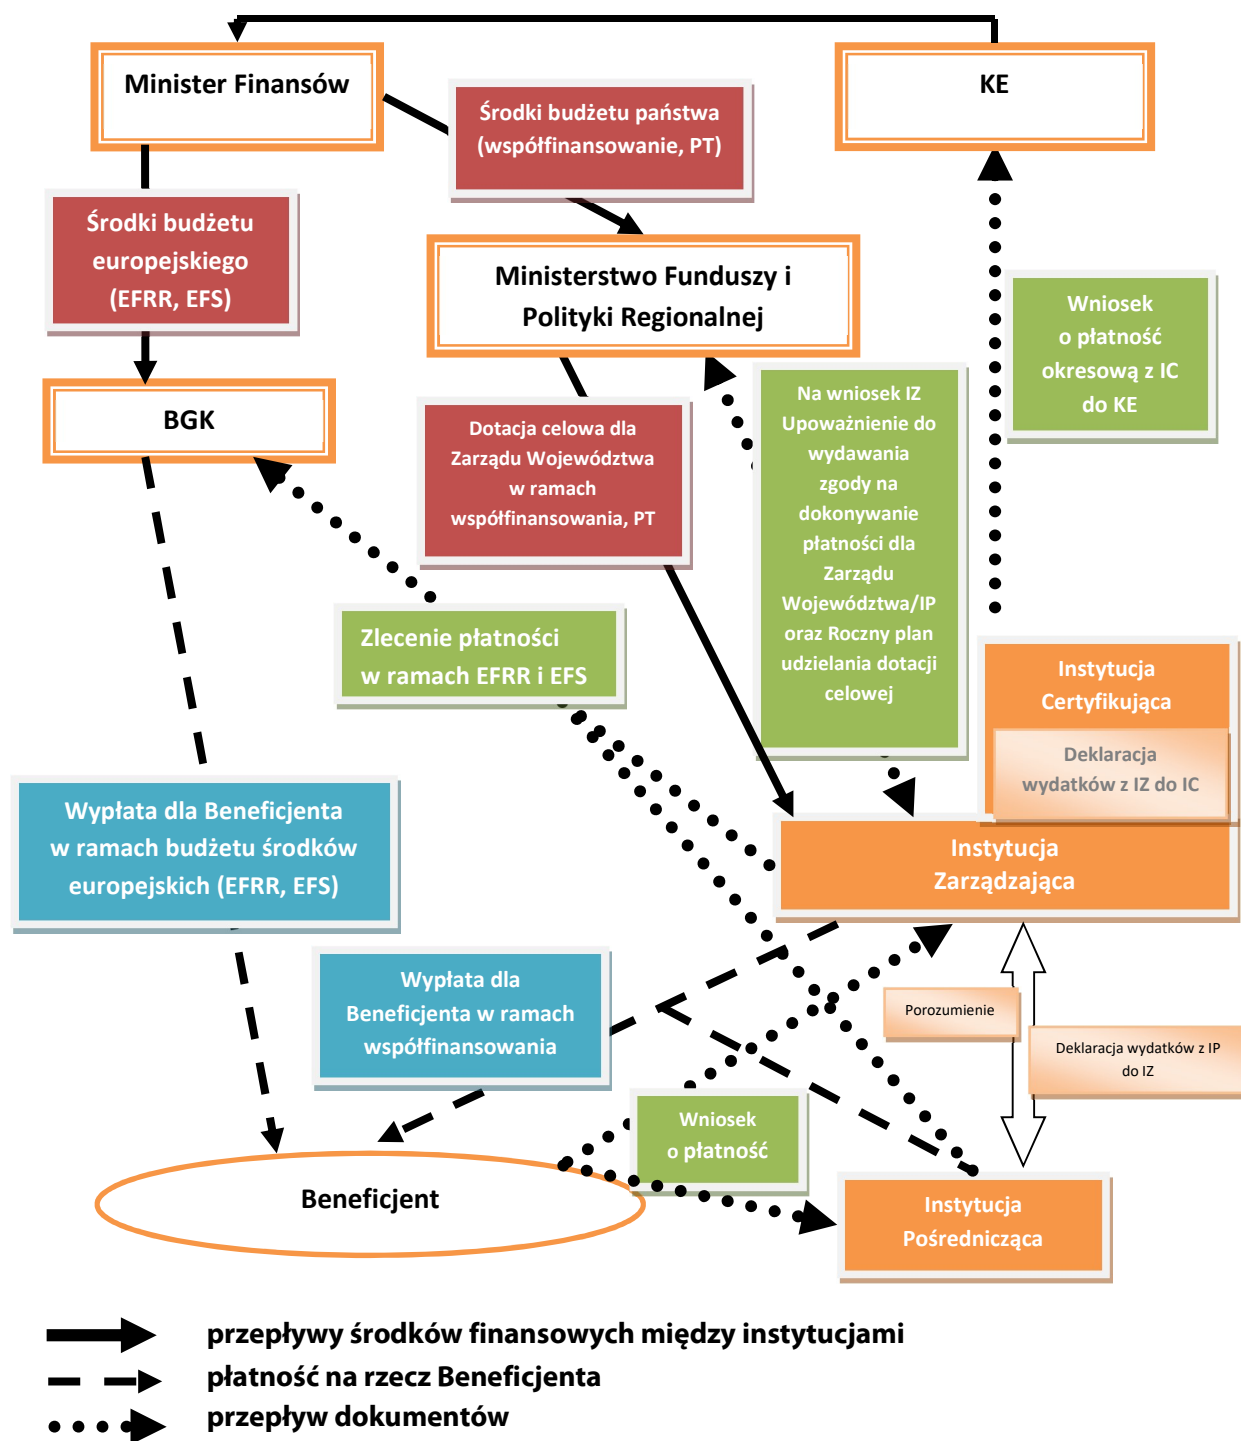 Minister Finansów
KE
Środki budżetu państwa
(współfinansowanie, PT)
Środki budżetu
europejskiego
(EFRR, EFS)
Ministerstwo Funduszy i
Polityki Regionalnej
Wniosek
o płatność
okresową z IC
do KE
BGK
Dotacja celowa dla
Zarządu Województwa
w ramach
współfinansowania, PT
Na wniosek IZ
Upoważnienie do
wydawania
zgody na
dokonywanie
płatności dla
Zarządu
Województwa/IP
oraz Roczny plan
udzielania dotacji
celowej
Zlecenie płatności
w ramach EFRR i EFS
Instytucja
Certyfikująca
Deklaracja
wydatków z IZ do IC
Wypłata dla Beneficjenta
w ramach budżetu środków
europejskich (EFRR, EFS)
Instytucja
Zarządzająca
Wypłata dla
Beneficjenta w ramach
współfinansowania
Porozumienie
Deklaracja wydatków z IP
do IZ
Wniosek
o płatność
Beneficjent
Instytucja
Pośrednicząca
przepływy środków finansowych między instytucjami
płatność na rzecz Beneficjenta
przepływ dokumentów